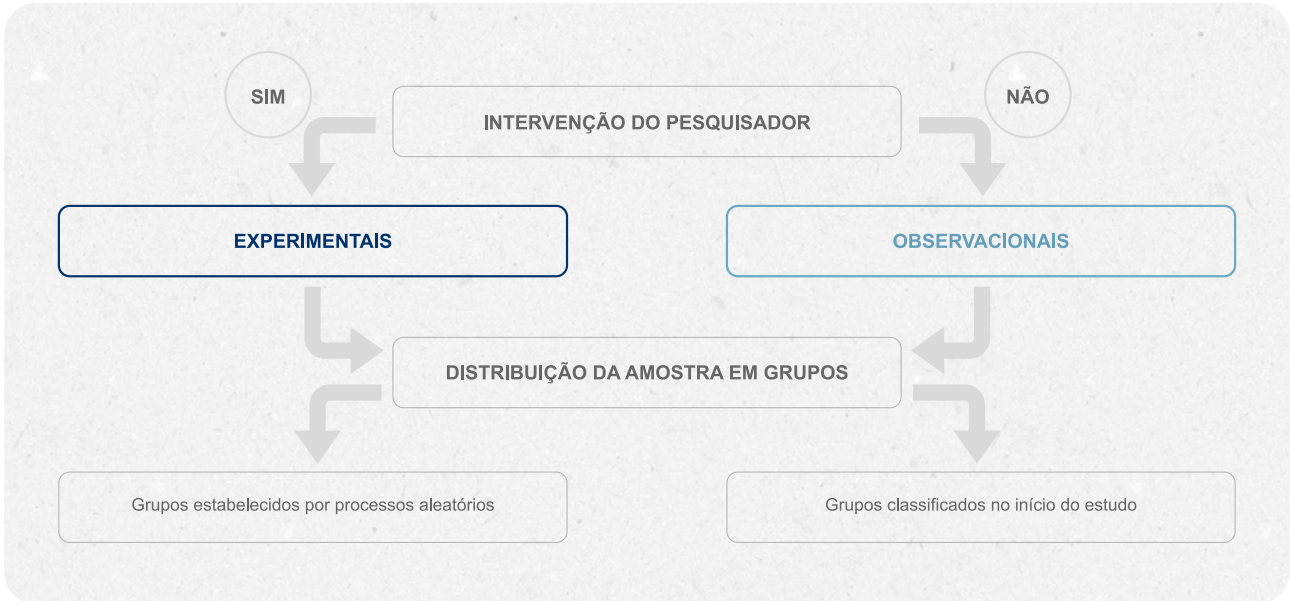 SIM
INTERVENÇÃO DO PESQUISADOR
NÃO
EXPERIMENTAIS
OBSERVACIONAIS
DISTRIBUIÇÃO DA AMOSTRA EM GRUPOS
Grupos estabelecidos por processos aleatórios
Grupos classificados no início do estudo